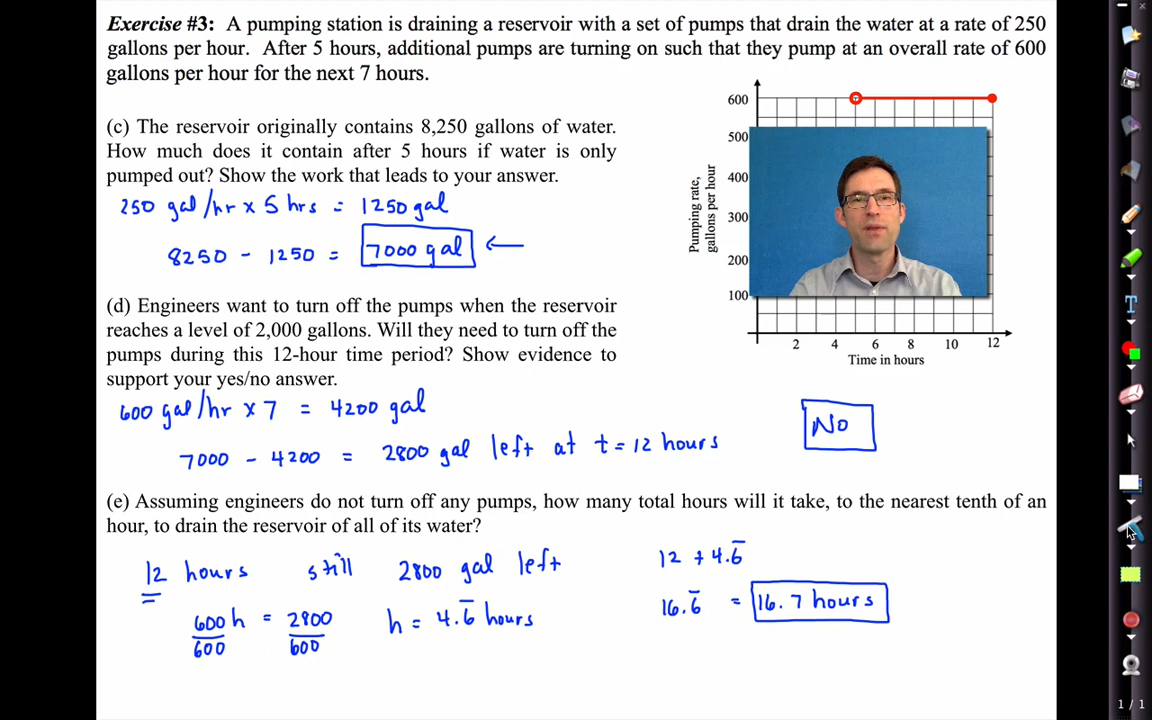 Exercise #3: A pumping station is draining a reservoir with a set of pumps that drain the water at a rate of 250
gallons per hour. After 5 hours, additional pumps are turning on such that they pump at an overall rate of 600
gallons per hour for the next 7 hours.
(c) The reservoir originally contains 8,250 gallons of water.
How much does it contain after 5 hours if water is only
pumped out? Show the work that leads to your answer.
250 gal/hr x 5 hrs = 1250 gal
8250 - 1250 = 7000 gal ←
600
500
400
300
200
100
Pumping rate,
gallons per hour
2 4 6 8 10 12
Time in hours
(d) Engineers want to turn off the pumps when the reservoir
reaches a level of 2,000 gallons. Will they need to turn off the
pumps during this 12-hour time period? Show evidence to
support your yes/no answer.
600 gal/hr x 7 = 4200 gal
7000 - 4200 = 2800 gal left at t = 12 hours
No
(e) Assuming engineers do not turn off any pumps, how many total hours will it take, to the nearest tenth of an
hour, to drain the reservoir of all of its water?
12 hours still 2800 gal left
600h = 2800
600 600
h = 4.6̅ hours
12 + 4.6̅
16.6̅ = 16.7 hours
T
1 / 1